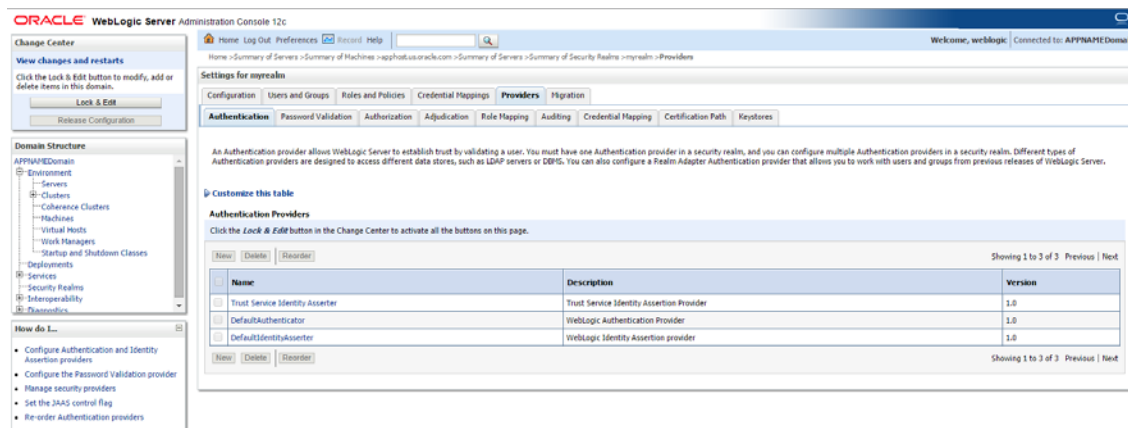 ORACLE WebLogic Server Administration Console 12c
Change Center
View changes and restarts
Click the Lock & Edit button to modify, add or
delete items in this domain.
Lock & Edit
Release Configuration
Domain Structure
APPNAMEDomain
Environment
Servers
Clusters
Coherence Clusters
Machines
Virtual Hosts
Work Managers
Startup and Shutdown Classes
Deployments
Services
Security Realms
Interoperability
Diagnostics
How do I...
Configure Authentication and Identity
Assertion providers
Configure the Password Validation provider
Manage security providers
Set the JAAS control flag
Re-order Authentication providers
Home Log Out Preferences Record Help
Welcome, weblogic Connected to: APPNAMEDomai
Home >Summary of Servers >Summary of Machines >apphost.us.oracle.com >Summary of Servers >Summary of Security Realms >myrealm >Providers
Settings for myrealm
Configuration Users and Groups Roles and Policies Credential Mappings Providers Migration
Authentication Password Validation Authorization Adjudication Role Mapping Auditing Credential Mapping Certification Path Keystores
An Authentication provider allows WebLogic Server to establish trust by validating a user. You must have one Authentication provider in a security realm, and you can configure multiple Authentication providers in a security realm. Different types of
Authentication providers are designed to access different data stores, such as LDAP servers or DBMS. You can also configure a Realm Adapter Authentication provider that allows you to work with users and groups from previous releases of WebLogic Server.
Customize this table
Authentication Providers
Click the Lock & Edit button in the Change Center to activate all the buttons on this page.
New Delete Reorder Showing 1 to 3 of 3 Previous | Next
Name Description Version
Trust Service Identity Asserter Trust Service Identity Assertion Provider 1.0
DefaultAuthenticator WebLogic Authentication Provider 1.0
DefaultIdentityAsserter WebLogic Identity Assertion provider 1.0
New Delete Reorder Showing 1 to 3 of 3 Previous | Next